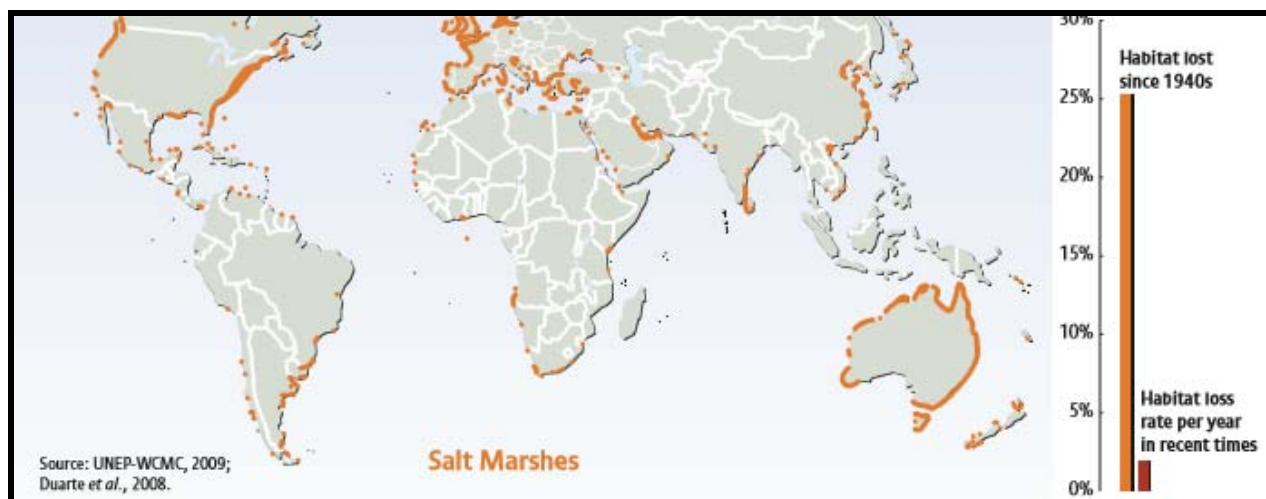 30%
Habitat lost
since 1940s
25%
20%
15%
10%
5%
Habitat loss
rate per year
in recent times
0%
Salt Marshes
Source: UNEP-WCMC, 2009;
Duarte et al., 2008.